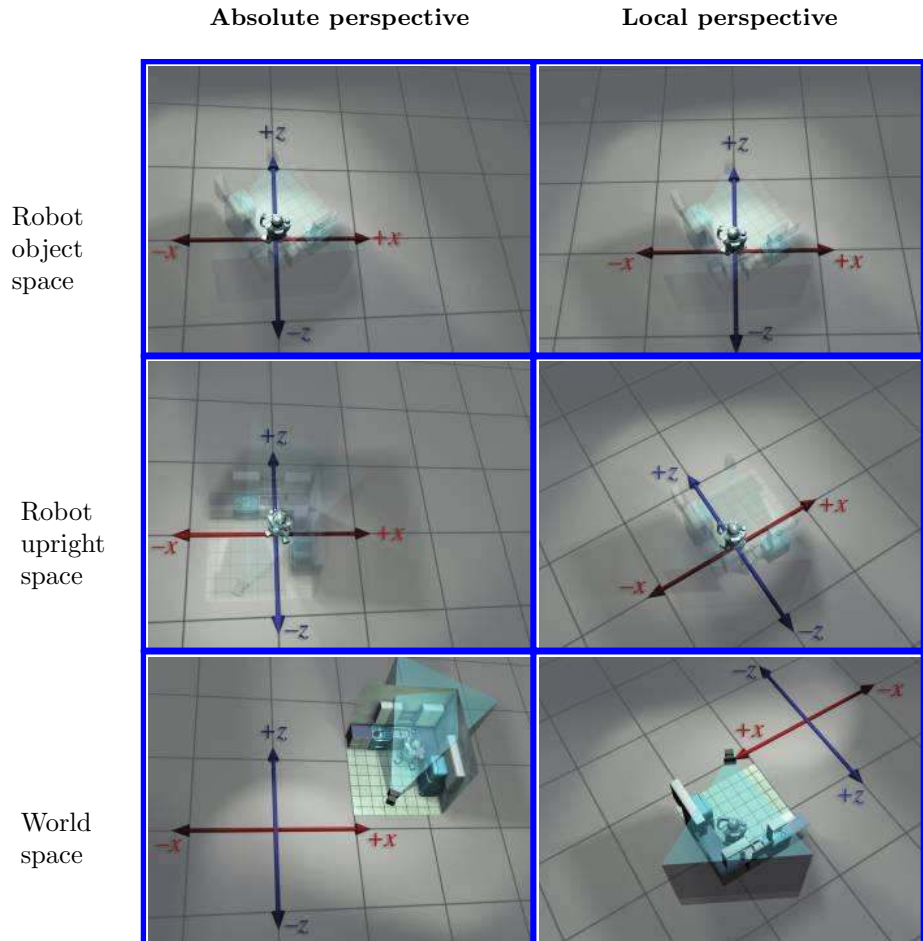 Absolute perspective
Local perspective
Robot
object
space
+z
−x
+x
−z
+z
−x
+x
−z
Robot
upright
space
+z
−x
+x
−z
+z
+x
−x
−z
World
space
+z
−x
+x
−z
−z
−x
+x
+z